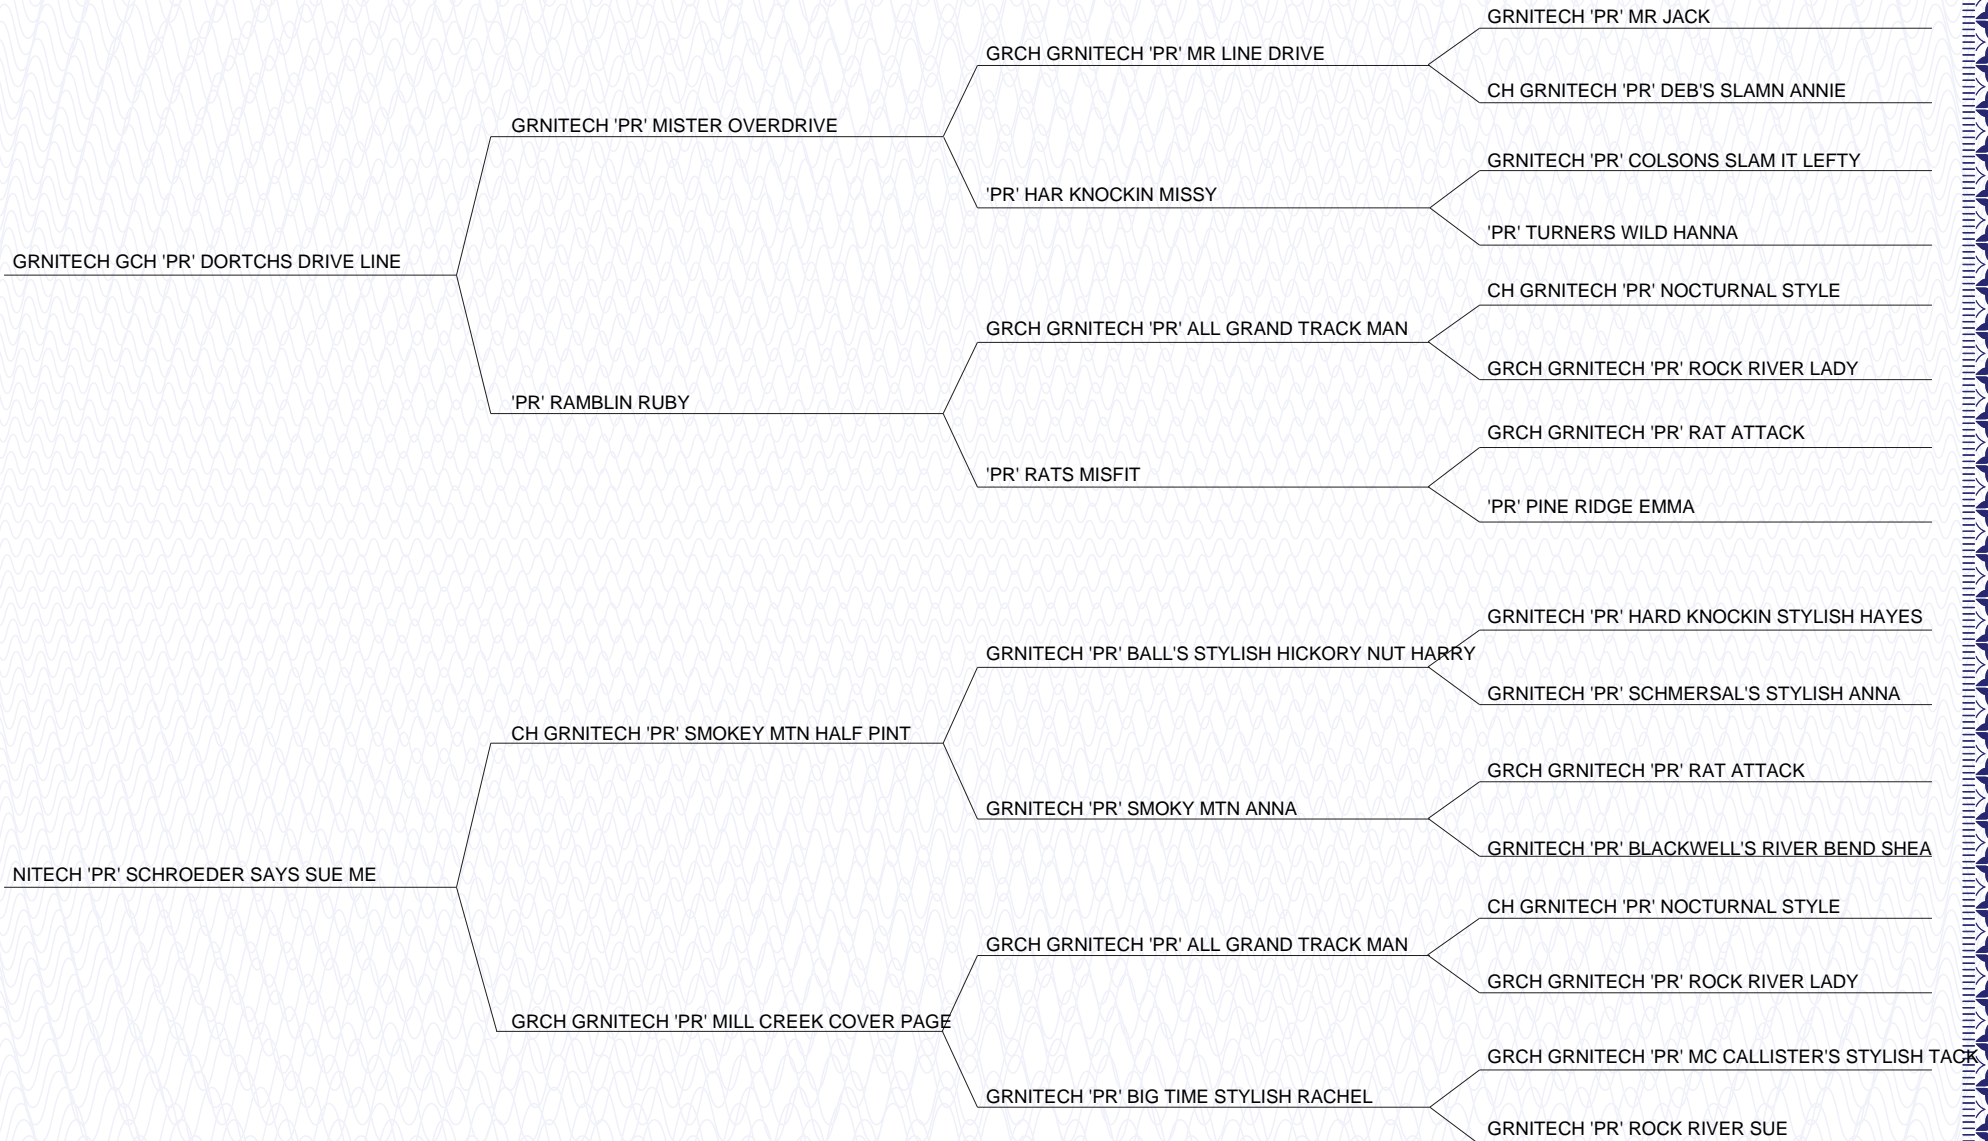 GRNITECH 'PR' MR JACK
GRCH GRNITECH 'PR' MR LINE DRIVE
CH GRNITECH 'PR' DEB'S SLAMN ANNIE
GRNITECH 'PR' MISTER OVERDRIVE
GRNITECH 'PR' COLSONS SLAM IT LEFTY
'PR' HAR KNOCKIN MISSY
'PR' TURNERS WILD HANNA
GRNITECH GCH 'PR' DORTCHS DRIVE LINE
CH GRNITECH 'PR' NOCTURNAL STYLE
GRCH GRNITECH 'PR' ALL GRAND TRACK MAN
GRCH GRNITECH 'PR' ROCK RIVER LADY
'PR' RAMBLIN RUBY
GRCH GRNITECH 'PR' RAT ATTACK
'PR' RATS MISFIT
'PR' PINE RIDGE EMMA
GRNITECH 'PR' HARD KNOCKIN STYLISH HAYES
GRNITECH 'PR' BALL'S STYLISH HICKORY NUT HARRY
GRNITECH 'PR' SCHMERSAL'S STYLISH ANNA
CH GRNITECH 'PR' SMOKEY MTN HALF PINT
GRCH GRNITECH 'PR' RAT ATTACK
GRNITECH 'PR' SMOKY MTN ANNA
GRNITECH 'PR' BLACKWELL'S RIVER BEND SHEA
NITECH 'PR' SCHROEDER SAYS SUE ME
CH GRNITECH 'PR' NOCTURNAL STYLE
GRCH GRNITECH 'PR' ALL GRAND TRACK MAN
GRCH GRNITECH 'PR' ROCK RIVER LADY
GRCH GRNITECH 'PR' MILL CREEK COVER PAGE
GRCH GRNITECH 'PR' MC CALLISTER'S STYLISH TACK
GRNITECH 'PR' BIG TIME STYLISH RACHEL
GRNITECH 'PR' ROCK RIVER SUE